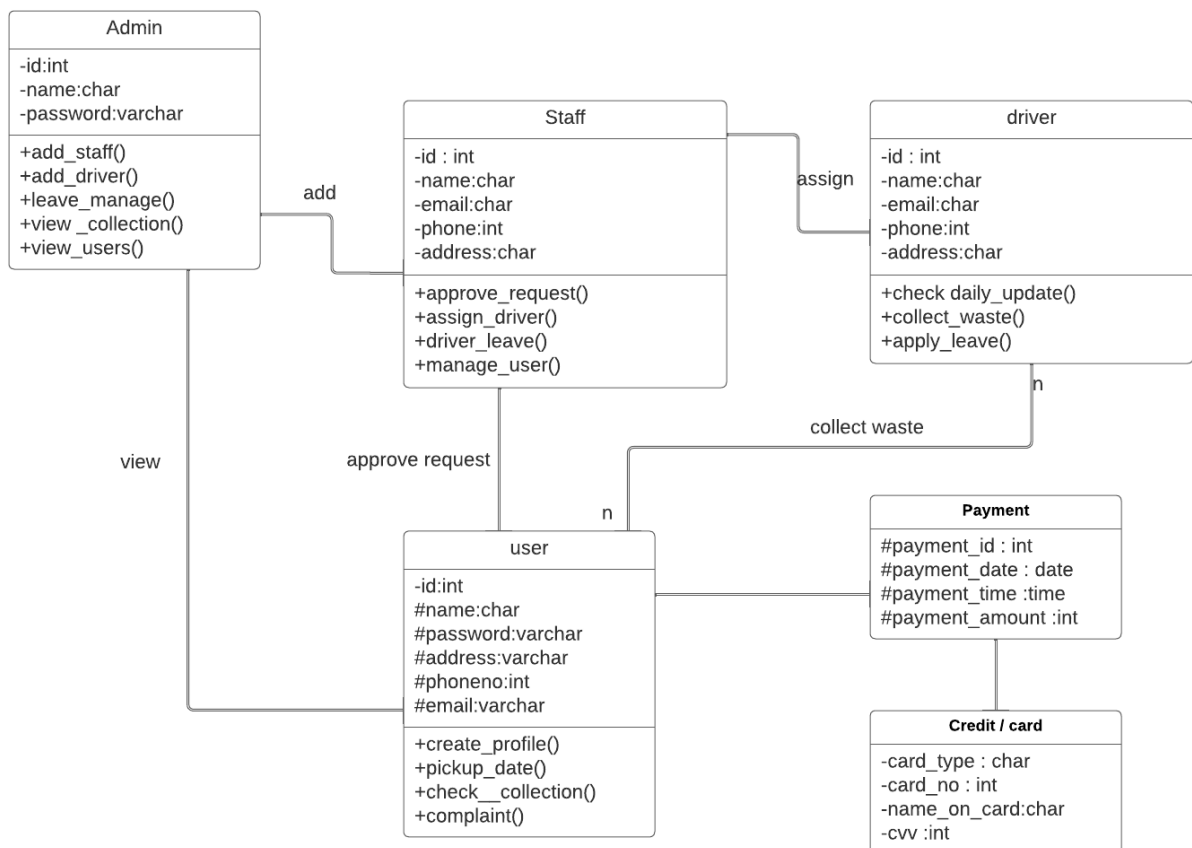 Admin
-id:int
-name:char
-password:varchar
+add_staff()
+add_driver()
+leave_manage()
+view _collection()
+view_users()
add
Staff
-id : int
-name:char
-email:char
-phone:int
-address:char
+approve_request()
+assign_driver()
+driver_leave()
+manage_user()
assign
driver
-id : int
-name:char
-email:char
-phone:int
-address:char
+check daily_update()
+collect_waste()
+apply_leave()
n
collect waste
view
approve request
n
user
-id:int
#name:char
#password:varchar
#address:varchar
#phoneno:int
#email:varchar
+create_profile()
+pickup_date()
+check__collection()
+complaint()
Payment
#payment_id : int
#payment_date : date
#payment_time :time
#payment_amount :int
Credit / card
-card_type : char
-card_no : int
-name_on_card:char
-cvv :int